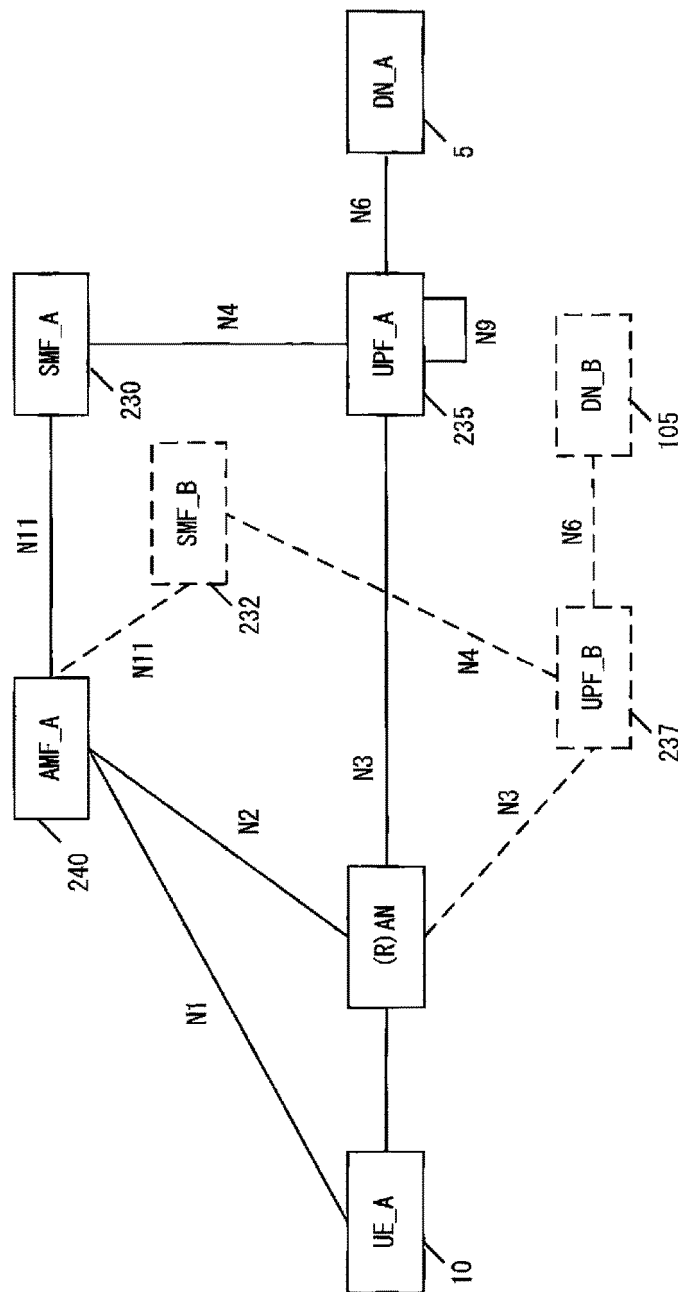 AMF_A
N11
SMF_A
240
230
N11
SMF_B
232
N1
N2
N4
UE_A
(R)AN
N3
UPF_A
N6
DN_A
10
N4
235
5
N9
N3
UPF_B
N6
DN_B
237
105